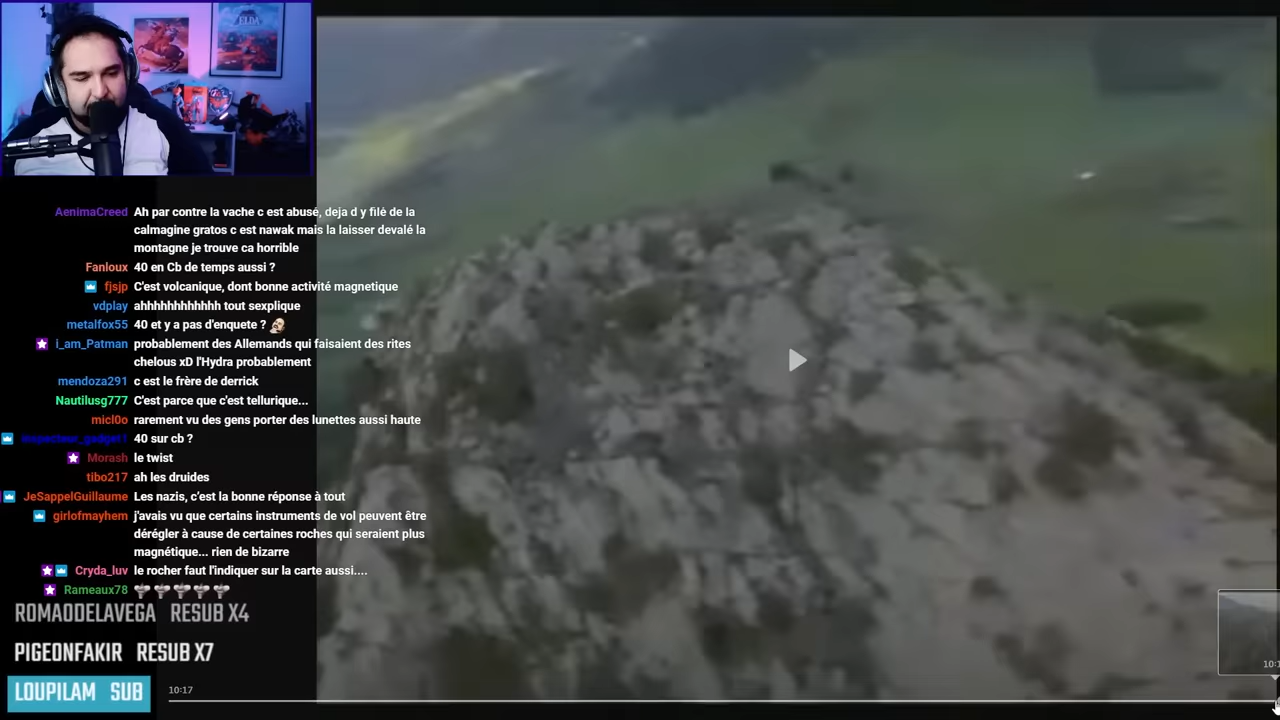 ZELDA
AenimaCreed Ah par contre la vache c est abusé, deja d y filé de la
calmagine gratos c est nawak mais la laisser devalé la
montagne je trouve ca horrible
Fanloux 40 en Cb de temps aussi ?
fjsjp C'est volcanique, dont bonne activité magnetique
vdplay ahhhhhhhhhhh tout sexplique
metalfox55 40 et y a pas d'enquete ?
i_am_Patman probablement des Allemands qui faisaient des rites
chelous xD l'Hydra probablement
mendoza291 c est le frère de derrick
Nautilusg777 C'est parce que c'est tellurique...
micl0o rarement vu des gens porter des lunettes aussi haute
inspecteur_gadget1 40 sur cb ?
Morash le twist
tibo217 ah les druides
JeSappelGuillaume Les nazis, c'est la bonne réponse à tout
girlofmayhem j'avais vu que certains instruments de vol peuvent être
dérégler à cause de certaines roches qui seraient plus
magnétique... rien de bizarre
Cryda_luv le rocher faut l'indiquer sur la carte aussi....
Rameaux78
ROMAODELAVEGA RESUB X4
PIGEONFAKIR RESUB X7
LOUPILAM SUB
10:17